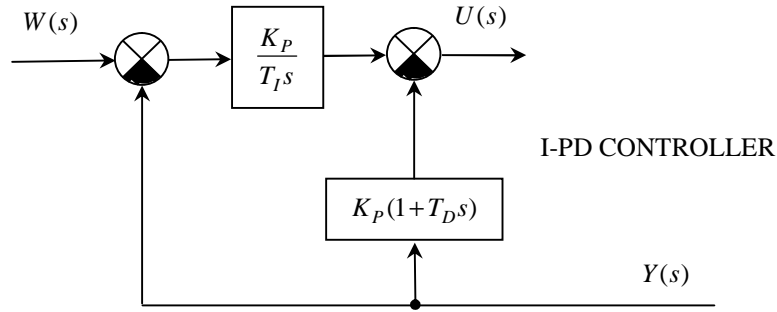 W(s)
U(s)
K_P
T_I s
I-PD CONTROLLER
K_P(1+T_D s)
Y(s)